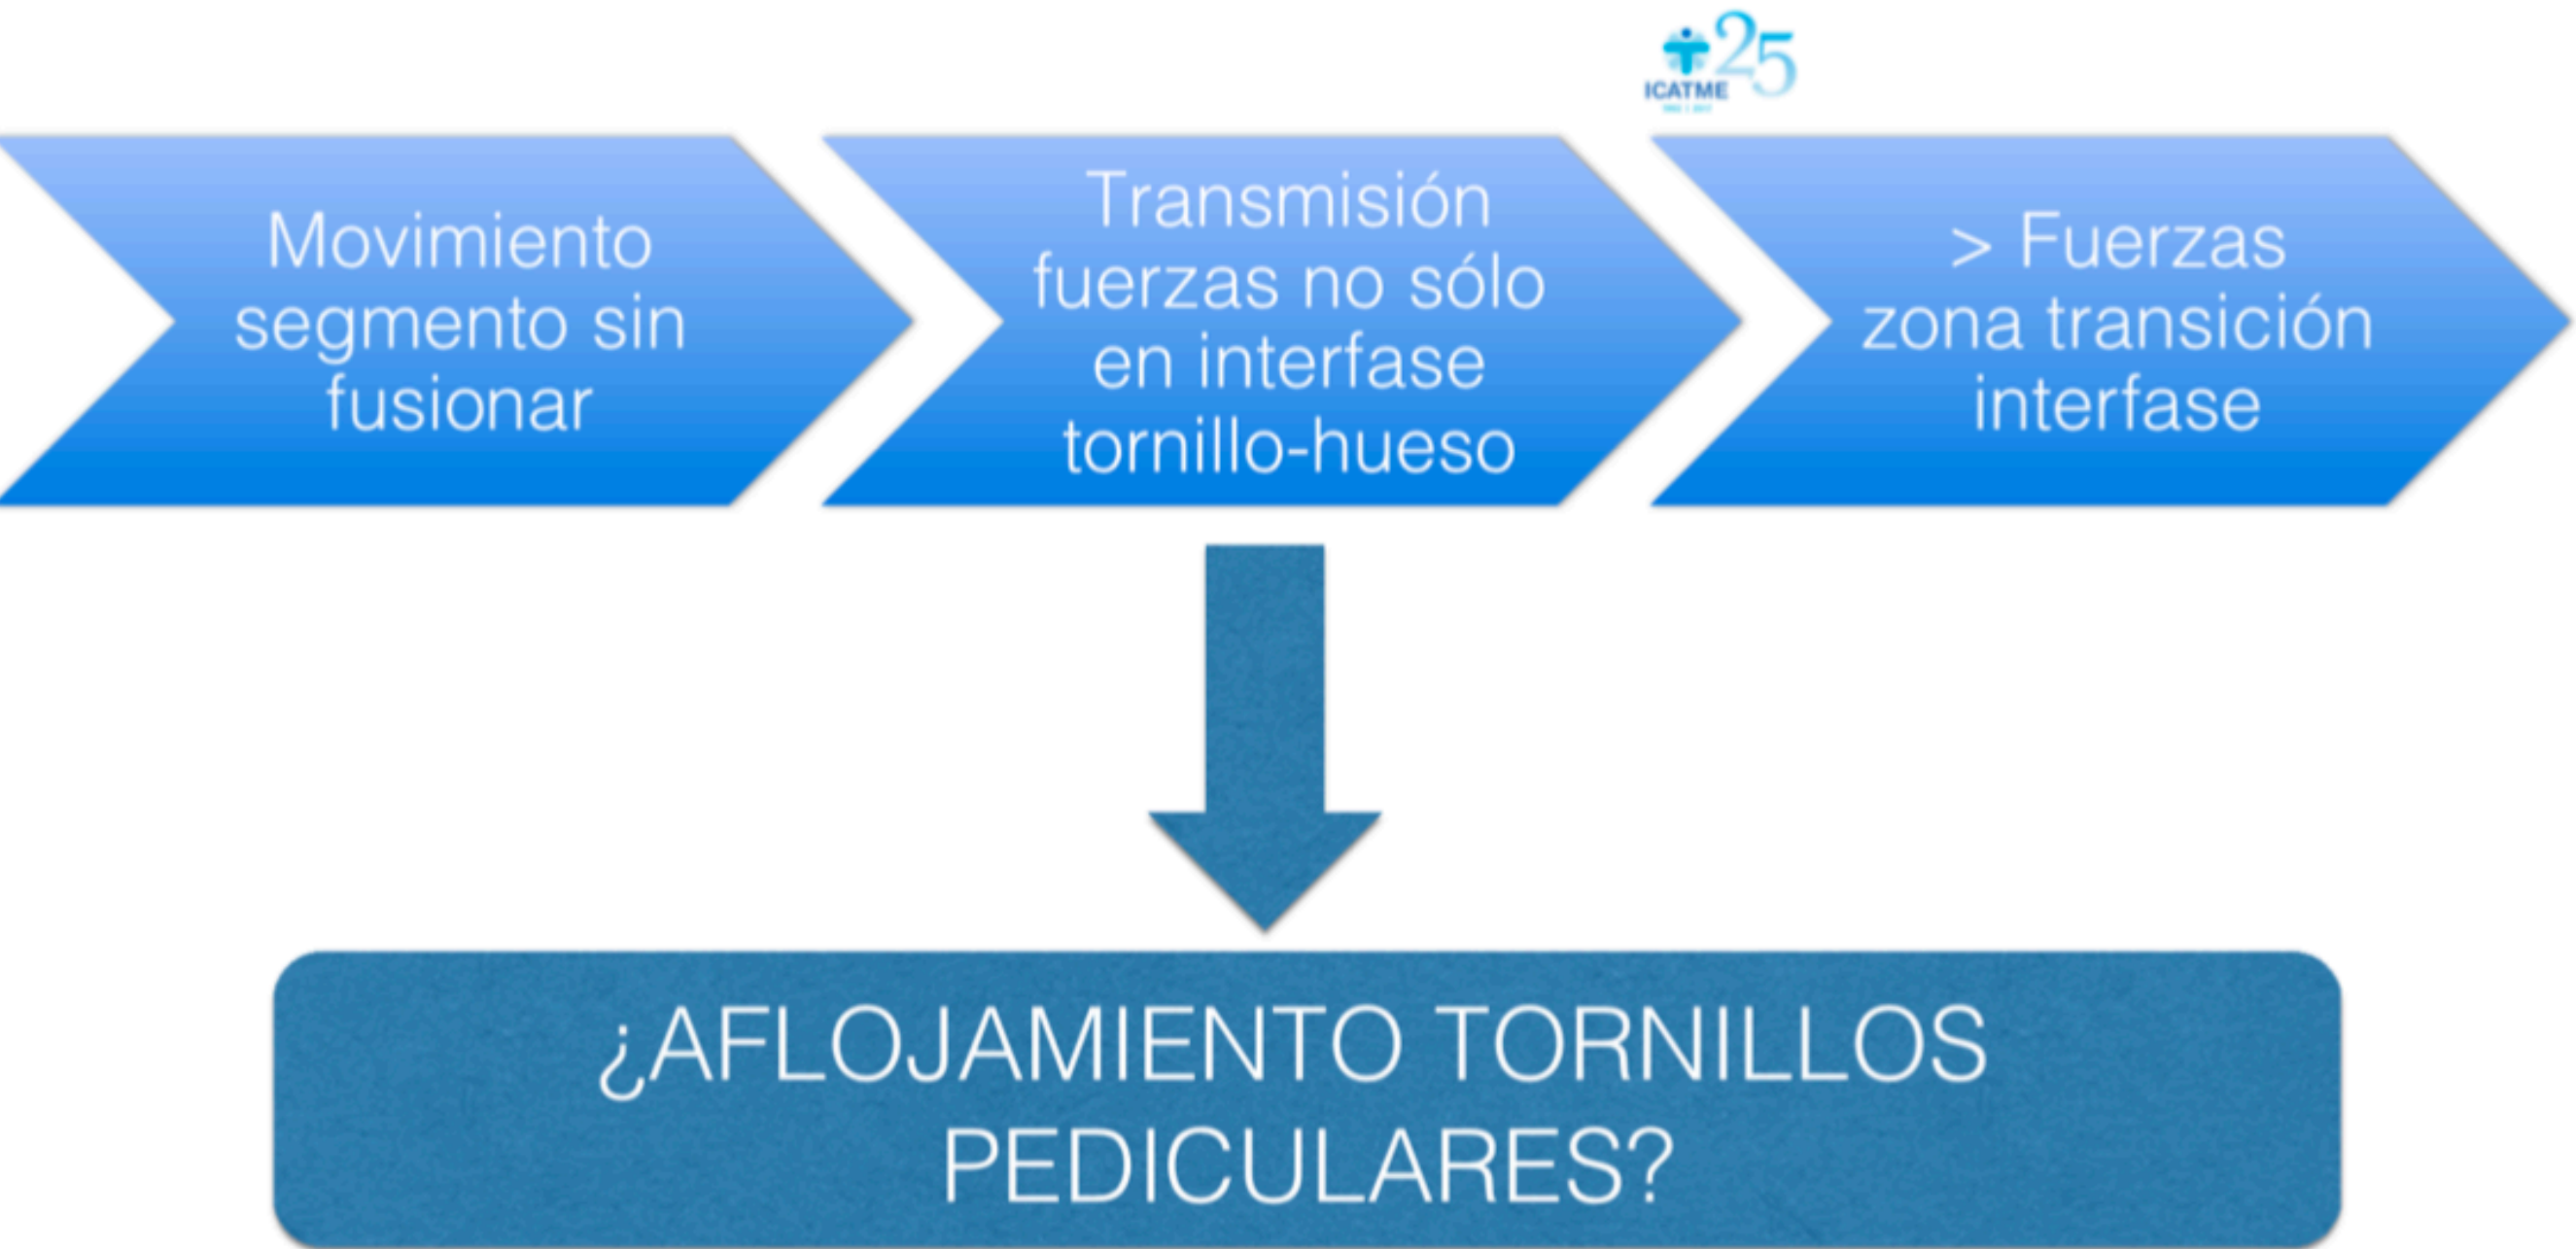 25
ICATME
Movimiento
segmento sin
fusionar
Transmisión
fuerzas no sólo
en interfase
tornillo-hueso
> Fuerzas
zona transición
interfase
¿AFLOJAMIENTO TORNILLOS
PEDICULARES?